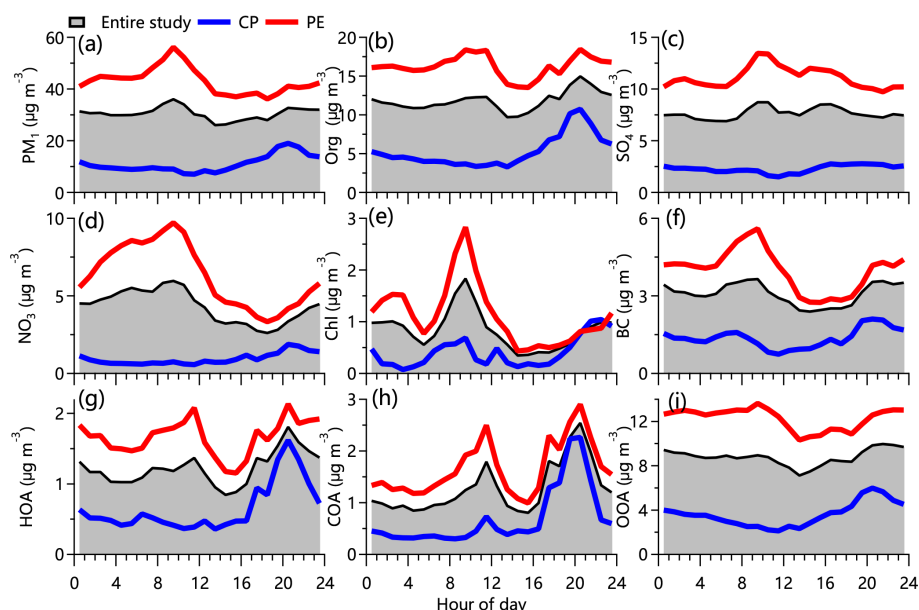 Entire study CP PE
(a) (b) (c)
60 20 15
40 15 10
20 10 5
0 5 0
0
PM₁ (µg m⁻³) Org (µg m⁻³) SO₄ (µg m⁻³)
(d) (e) (f)
10 3 6
5 2 3
0 1 0
0
NO₃ (µg m⁻³) Chl (µg m⁻³) BC (µg m⁻³)
(g) (h) (i)
2 3 12
1 2 8
0 1 4
0 0
HOA (µg m⁻³) COA (µg m⁻³) OOA (µg m⁻³)
0 4 8 12 16 20 24 0 4 8 12 16 20 24 0 4 8 12 16 20 24
Hour of day